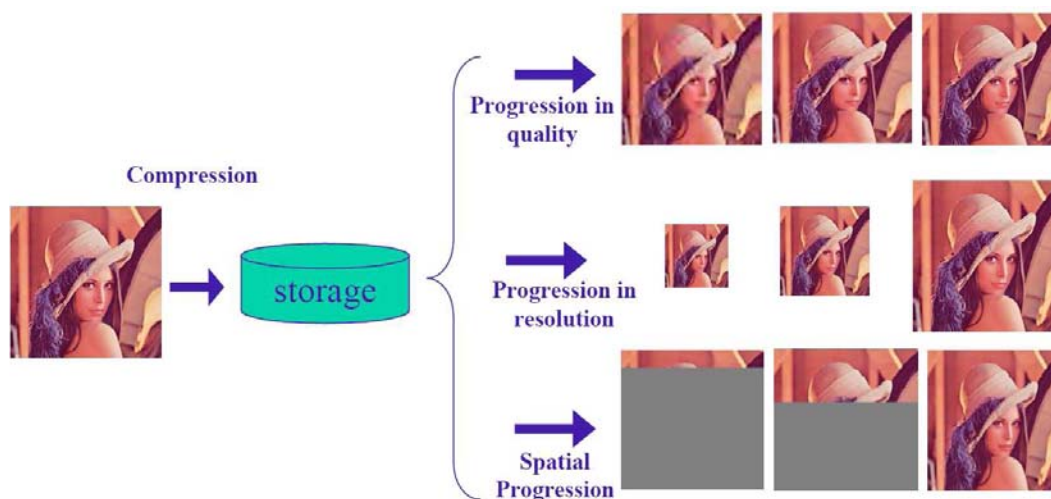 Compression
storage
Progression in
quality
Progression in
resolution
Spatial
Progression